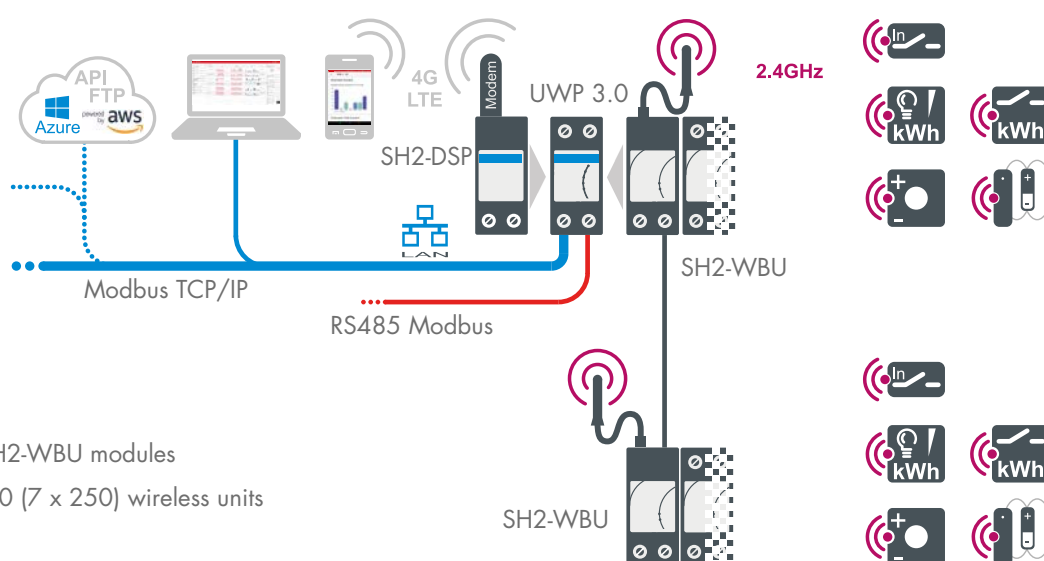 API
FTP
Azure
powered by aws
4G
LTE
Modem
UWP 3.0
2.4GHz
In
kWh
kWh
SH2-DSP
LAN
SH2-WBU
Modbus TCP/IP
RS485 Modbus
In
kWh
kWh
H2-WBU modules
0 (7 x 250) wireless units
SH2-WBU